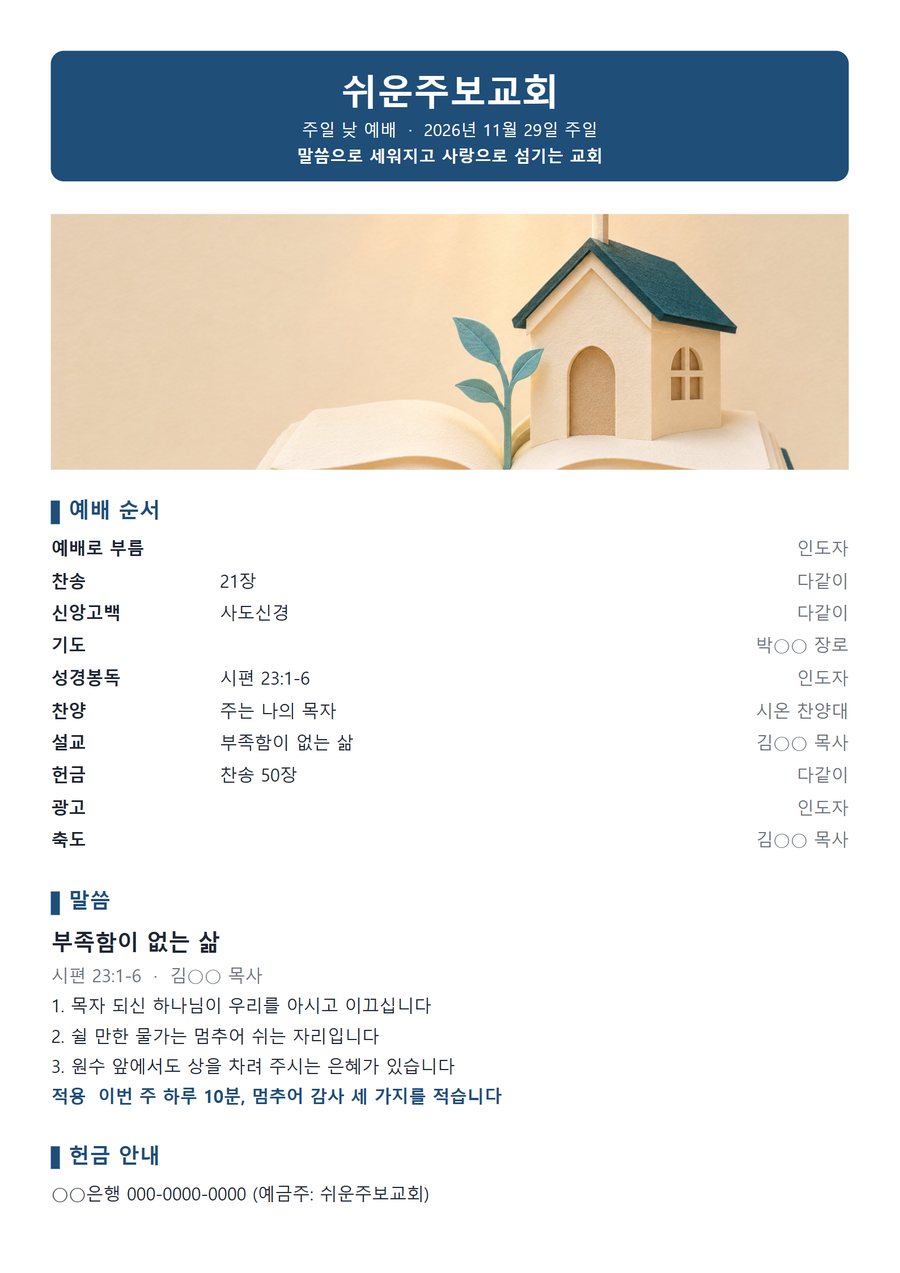 쉬운주보교회
주일 낮 예배 · 2026년 11월 29일 주일
말씀으로 세워지고 사랑으로 섬기는 교회
예배 순서
예배로 부름 인도자
찬송 21장 다같이
신앙고백 사도신경 다같이
기도 박○○ 장로
성경봉독 시편 23:1-6 인도자
찬양 주는 나의 목자 시온 찬양대
설교 부족함이 없는 삶 김○○ 목사
헌금 찬송 50장 다같이
광고 인도자
축도 김○○ 목사
말씀
부족함이 없는 삶
시편 23:1-6 · 김○○ 목사
1. 목자 되신 하나님이 우리를 아시고 이끄십니다
2. 쉴 만한 물가는 멈추어 쉬는 자리입니다
3. 원수 앞에서도 상을 차려 주시는 은혜가 있습니다
적용 이번 주 하루 10분, 멈추어 감사 세 가지를 적습니다
헌금 안내
○○은행 000-0000-0000 (예금주: 쉬운주보교회)